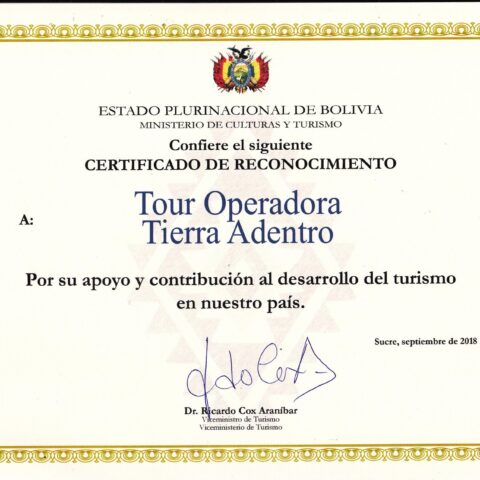 ESTADO PLURINACIONAL DE BOLIVIA
MINISTERIO DE CULTURAS Y TURISMO
Confiere el siguiente
CERTIFICADO DE RECONOCIMIENTO
A:
Tour Operadora
Tierra Adentro
Por su apoyo y contribución al desarrollo del turismo
en nuestro país.
Sucre, septiembre de 2018
Dr. Ricardo Cox Araníbar
Viceministro de Turismo
Viceministerio de Turismo